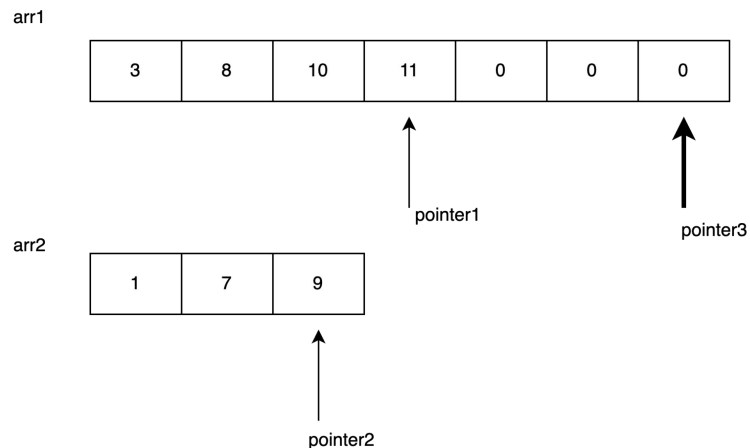 arr1
3 8 10 11 0 0 0
pointer1
pointer3
arr2
1 7 9
pointer2